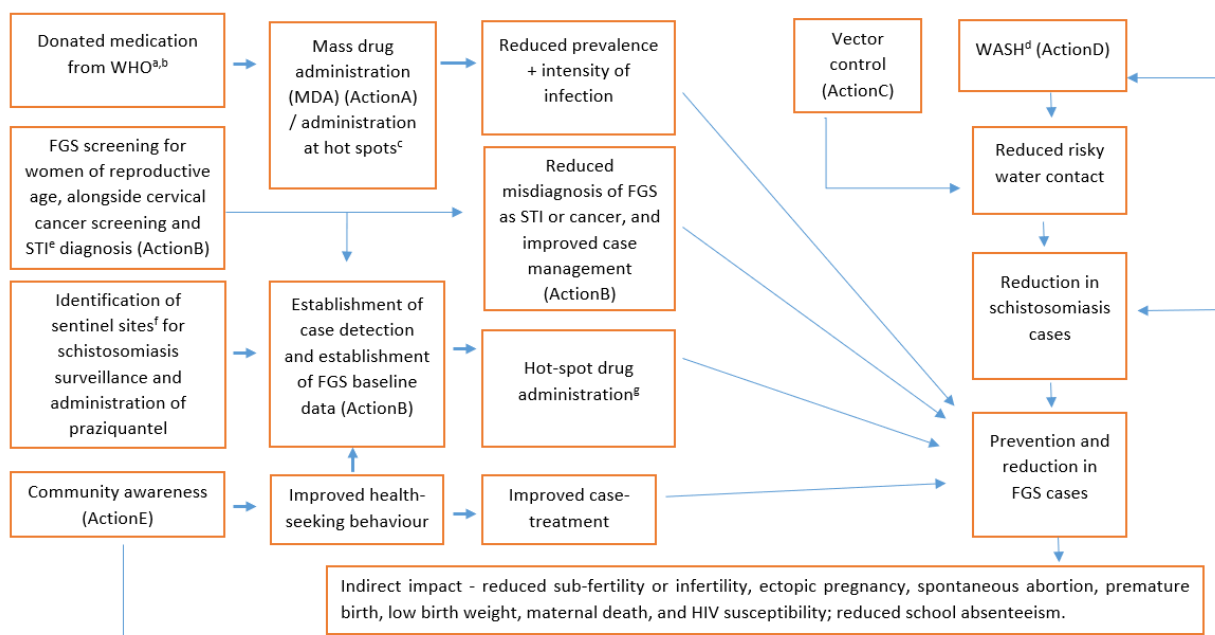 Donated medication
from WHOa,b
Mass drug
administration
(MDA) (ActionA)
/ administration
at hot spotsc
Reduced prevalence
+ intensity of
infection
Vector
control
(ActionC)
WASHd (ActionD)
FGS screening for
women of reproductive
age, alongside cervical
cancer screening and
STIe diagnosis (ActionB)
Reduced
misdiagnosis of FGS
as STI or cancer, and
improved case
management
(ActionB)
Reduced risky
water contact
Identification of
sentinel sitesf for
schistosomiasis
surveillance and
administration of
praziquantel
Establishment of
case detection
and establishment
of FGS baseline
data (ActionB)
Hot-spot drug
administrationg
Reduction in
schistosomiasis
cases
Community awareness
(ActionE)
Improved health-
seeking behaviour
Improved case-
treatment
Prevention and
reduction in
FGS cases
Indirect impact - reduced sub-fertility or infertility, ectopic pregnancy, spontaneous abortion, premature
birth, low birth weight, maternal death, and HIV susceptibility; reduced school absenteeism.